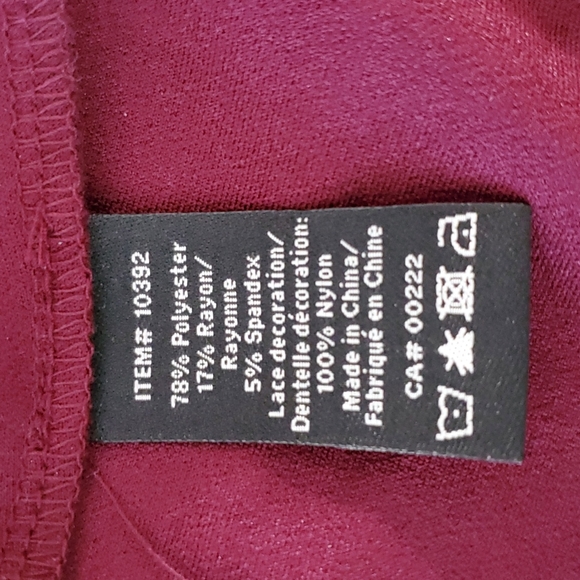 ITEM# 10392
78% Polyester
17% Rayon/
Rayonne
5% Spandex
Lace decoration/
Dentelle décoration:
100% Nylon
Made in China/
Fabriqué en Chine
CA# 00222